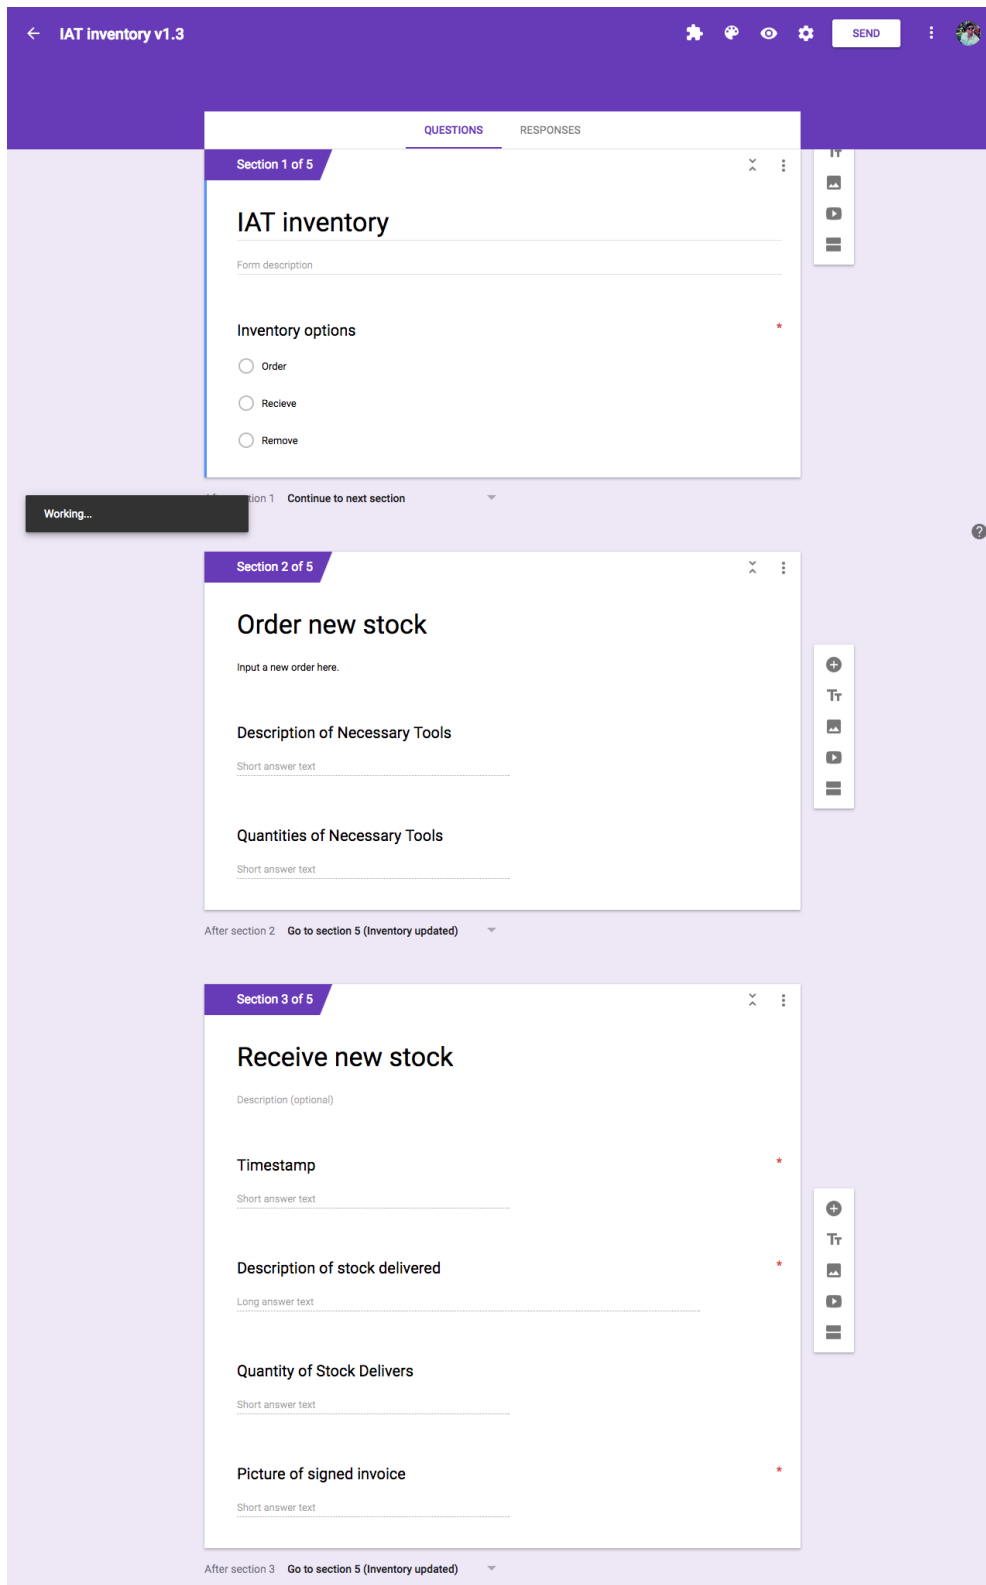 IAT inventory v1.3
SEND
QUESTIONS RESPONSES
Section 1 of 5
IAT inventory
Form description
Inventory options *
Order
Recieve
Remove
tion 1 Continue to next section
Working...
Section 2 of 5
Order new stock
Input a new order here.
Description of Necessary Tools
Short answer text
Quantities of Necessary Tools
Short answer text
After section 2 Go to section 5 (Inventory updated)
Section 3 of 5
Receive new stock
Description (optional)
Timestamp *
Short answer text
Description of stock delivered *
Long answer text
Quantity of Stock Delivers
Short answer text
Picture of signed invoice *
Short answer text
After section 3 Go to section 5 (Inventory updated)